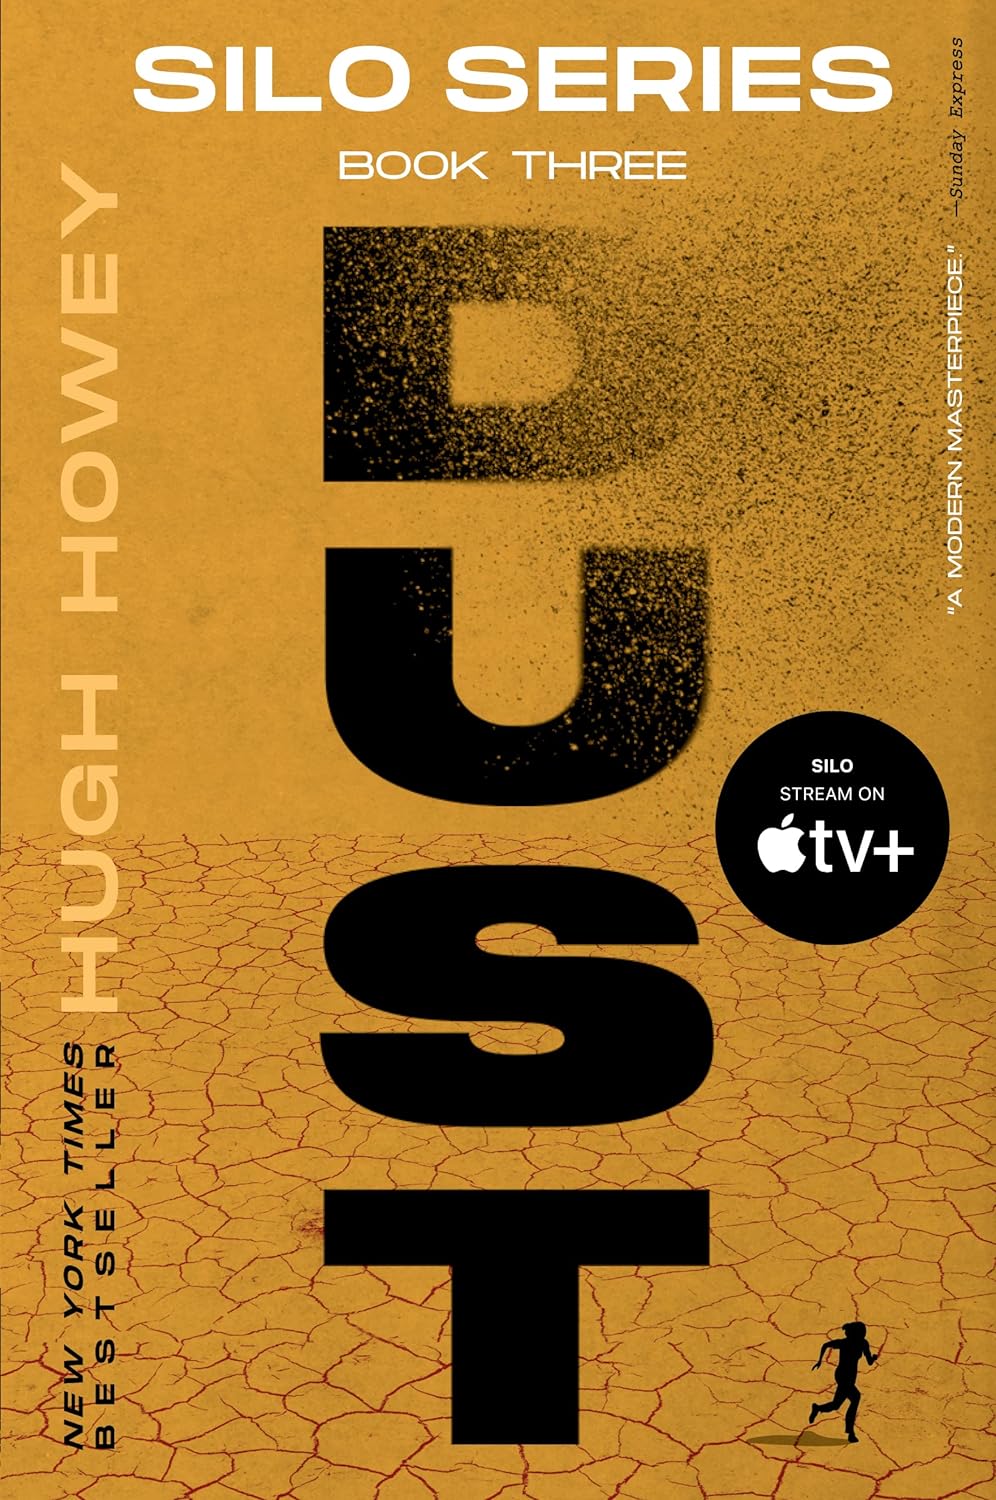 SILO SERIES
BOOK THREE
DUST
HUGH HOWEY
NEW YORK TIMES
BESTSELLER
"A MODERN MASTERPIECE." —Sunday Express
SILO
STREAM ON
tv+